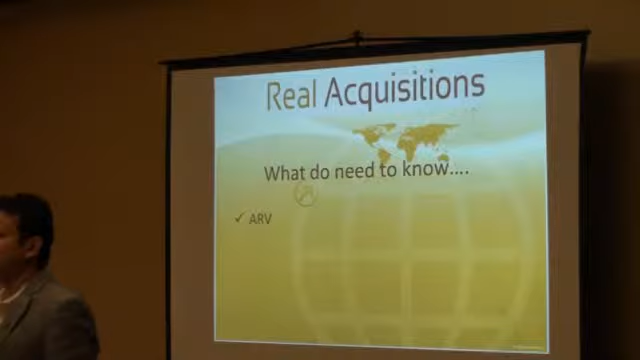 Real Acquisitions
What do need to know....
✓ ARV